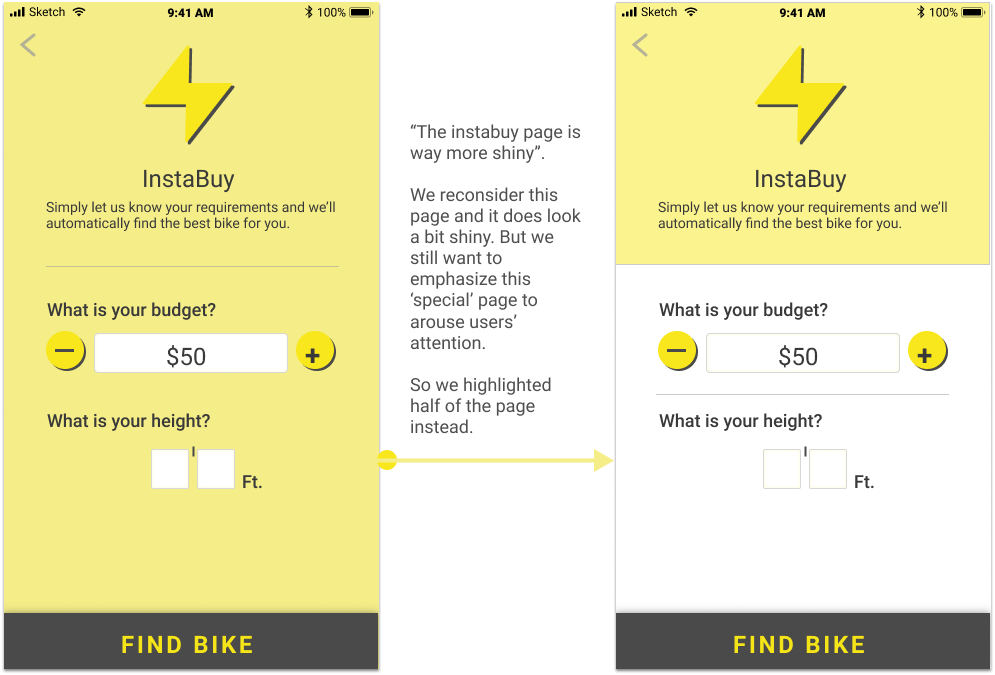 Sketch 9:41 AM 100%
InstaBuy
Simply let us know your requirements and we'll
automatically find the best bike for you.
What is your budget?
$50
What is your height?
' Ft.
FIND BIKE
“The instabuy page is
way more shiny”.
We reconsider this
page and it does look
a bit shiny. But we
still want to
emphasize this
‘special’ page to
arouse users’
attention.
So we highlighted
half of the page
instead.
Sketch 9:41 AM 100%
InstaBuy
Simply let us know your requirements and we'll
automatically find the best bike for you.
What is your budget?
$50
What is your height?
' Ft.
FIND BIKE